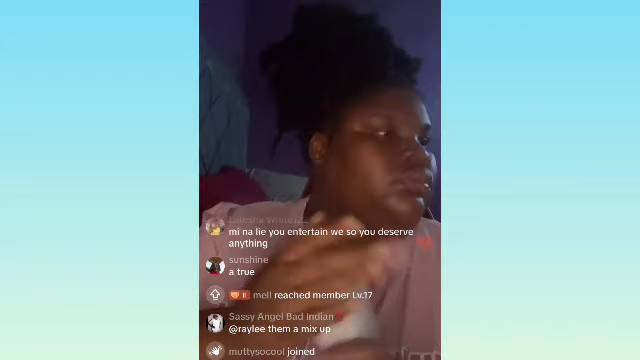 mi na lie you entertain we so you deserve
anything
sunshine
a true
II mell reached member Lv.17
Sassy Angel Bad Indian
@raylee them a mix up
muttysocool joined